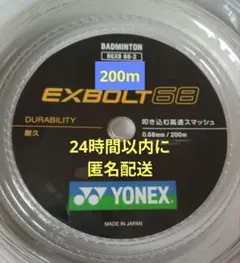 BADMINTON
BGXB 68-2
200m
EXBOLT68
DURABILITY
耐久
叩き込む高速スマッシュ
0.68mm / 200m
24時間以内に
匿名配送
YONEX
MADE IN JAPAN